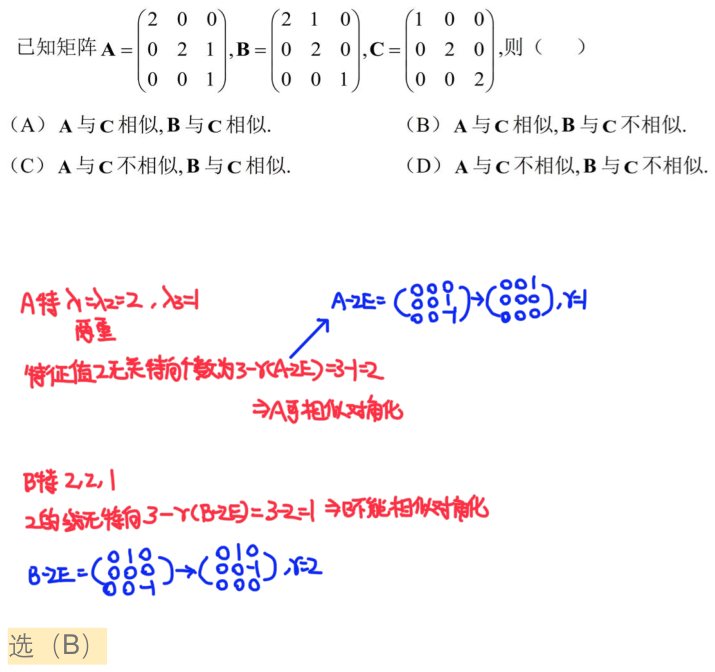 已知矩阵 A = (2 0 0; 0 2 1; 0 0 1), B = (2 1 0; 0 2 0; 0 0 1), C = (1 0 0; 0 2 0; 0 0 2), 则（ ）
（A） A 与 C 相似, B 与 C 相似.
（B） A 与 C 相似, B 与 C 不相似.
（C） A 与 C 不相似, B 与 C 相似.
（D） A 与 C 不相似, B 与 C 不相似.
A特 λ₁=λ₂=2 , λ₃=1
两重
A-2E= (0 0 0; 0 0 1; 0 0 -1) → (0 0 1; 0 0 0; 0 0 0), r=1
特征值2无关特向个数为3-r(A-2E)=3-1=2
⇒A可相似对角化
B特 2, 2, 1
2的线无特向 3-r(B-2E)=3-2=1 ⇒B不能相似对角化
B-2E = (0 1 0; 0 0 0; 0 0 -1) → (0 1 0; 0 0 -1; 0 0 0), r=2
选（B）